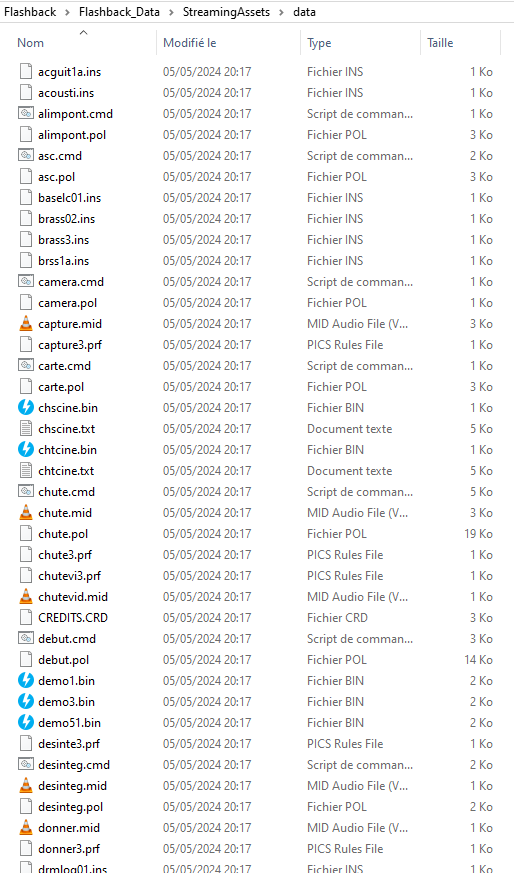 Flashback > Flashback_Data > StreamingAssets > data
Nom Modifié le Type Taille
acguit1a.ins 05/05/2024 20:17 Fichier INS 1 Ko
acousti.ins 05/05/2024 20:17 Fichier INS 1 Ko
alimpont.cmd 05/05/2024 20:17 Script de comman... 1 Ko
alimpont.pol 05/05/2024 20:17 Fichier POL 3 Ko
asc.cmd 05/05/2024 20:17 Script de comman... 2 Ko
asc.pol 05/05/2024 20:17 Fichier POL 3 Ko
baselc01.ins 05/05/2024 20:17 Fichier INS 1 Ko
brass02.ins 05/05/2024 20:17 Fichier INS 1 Ko
brass3.ins 05/05/2024 20:17 Fichier INS 1 Ko
brss1a.ins 05/05/2024 20:17 Fichier INS 1 Ko
camera.cmd 05/05/2024 20:17 Script de comman... 1 Ko
camera.pol 05/05/2024 20:17 Fichier POL 1 Ko
capture.mid 05/05/2024 20:17 MID Audio File (V... 3 Ko
capture3.prf 05/05/2024 20:17 PICS Rules File 1 Ko
carte.cmd 05/05/2024 20:17 Script de comman... 1 Ko
carte.pol 05/05/2024 20:17 Fichier POL 3 Ko
chscine.bin 05/05/2024 20:17 Fichier BIN 1 Ko
chscine.txt 05/05/2024 20:17 Document texte 5 Ko
chtcine.bin 05/05/2024 20:17 Fichier BIN 1 Ko
chtcine.txt 05/05/2024 20:17 Document texte 5 Ko
chute.cmd 05/05/2024 20:17 Script de comman... 5 Ko
chute.mid 05/05/2024 20:17 MID Audio File (V... 3 Ko
chute.pol 05/05/2024 20:17 Fichier POL 19 Ko
chute3.prf 05/05/2024 20:17 PICS Rules File 1 Ko
chutevi3.prf 05/05/2024 20:17 PICS Rules File 1 Ko
chutevid.mid 05/05/2024 20:17 MID Audio File (V... 1 Ko
CREDITS.CRD 05/05/2024 20:17 Fichier CRD 3 Ko
debut.cmd 05/05/2024 20:17 Script de comman... 3 Ko
debut.pol 05/05/2024 20:17 Fichier POL 14 Ko
demo1.bin 05/05/2024 20:17 Fichier BIN 2 Ko
demo3.bin 05/05/2024 20:17 Fichier BIN 2 Ko
demo51.bin 05/05/2024 20:17 Fichier BIN 2 Ko
desinte3.prf 05/05/2024 20:17 PICS Rules File 1 Ko
desinteg.cmd 05/05/2024 20:17 Script de comman... 2 Ko
desinteg.mid 05/05/2024 20:17 MID Audio File (V... 2 Ko
desinteg.pol 05/05/2024 20:17 Fichier POL 2 Ko
donner.mid 05/05/2024 20:17 MID Audio File (V... 2 Ko
donner3.prf 05/05/2024 20:17 PICS Rules File 1 Ko
drmlog01.ins 05/05/2024 20:17 Fichier INS 1 Ko